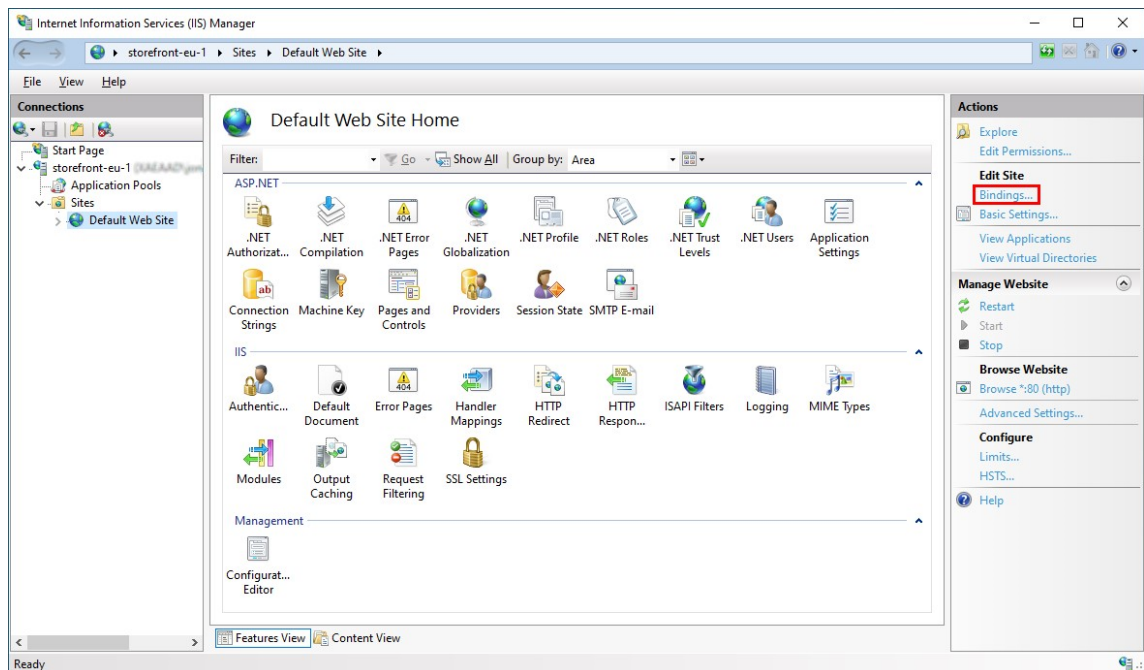 Internet Information Services (IIS) Manager
storefront-eu-1 Sites Default Web Site
File View Help
Connections
Start Page
storefront-eu-1
Application Pools
Sites
Default Web Site
Default Web Site Home
Filter: Go Show All Group by: Area
ASP.NET
.NET Authorizat...
.NET Compilation
.NET Error Pages
.NET Globalization
.NET Profile
.NET Roles
.NET Trust Levels
.NET Users
Application Settings
Connection Strings
Machine Key
Pages and Controls
Providers
Session State
SMTP E-mail
IIS
Authentic...
Default Document
Error Pages
Handler Mappings
HTTP Redirect
HTTP Respon...
ISAPI Filters
Logging
MIME Types
Modules
Output Caching
Request Filtering
SSL Settings
Management
Configurat... Editor
Features View Content View
Actions
Explore
Edit Permissions...
Edit Site
Bindings...
Basic Settings...
View Applications
View Virtual Directories
Manage Website
Restart
Start
Stop
Browse Website
Browse *:80 (http)
Advanced Settings...
Configure
Limits...
HSTS...
Help
Ready